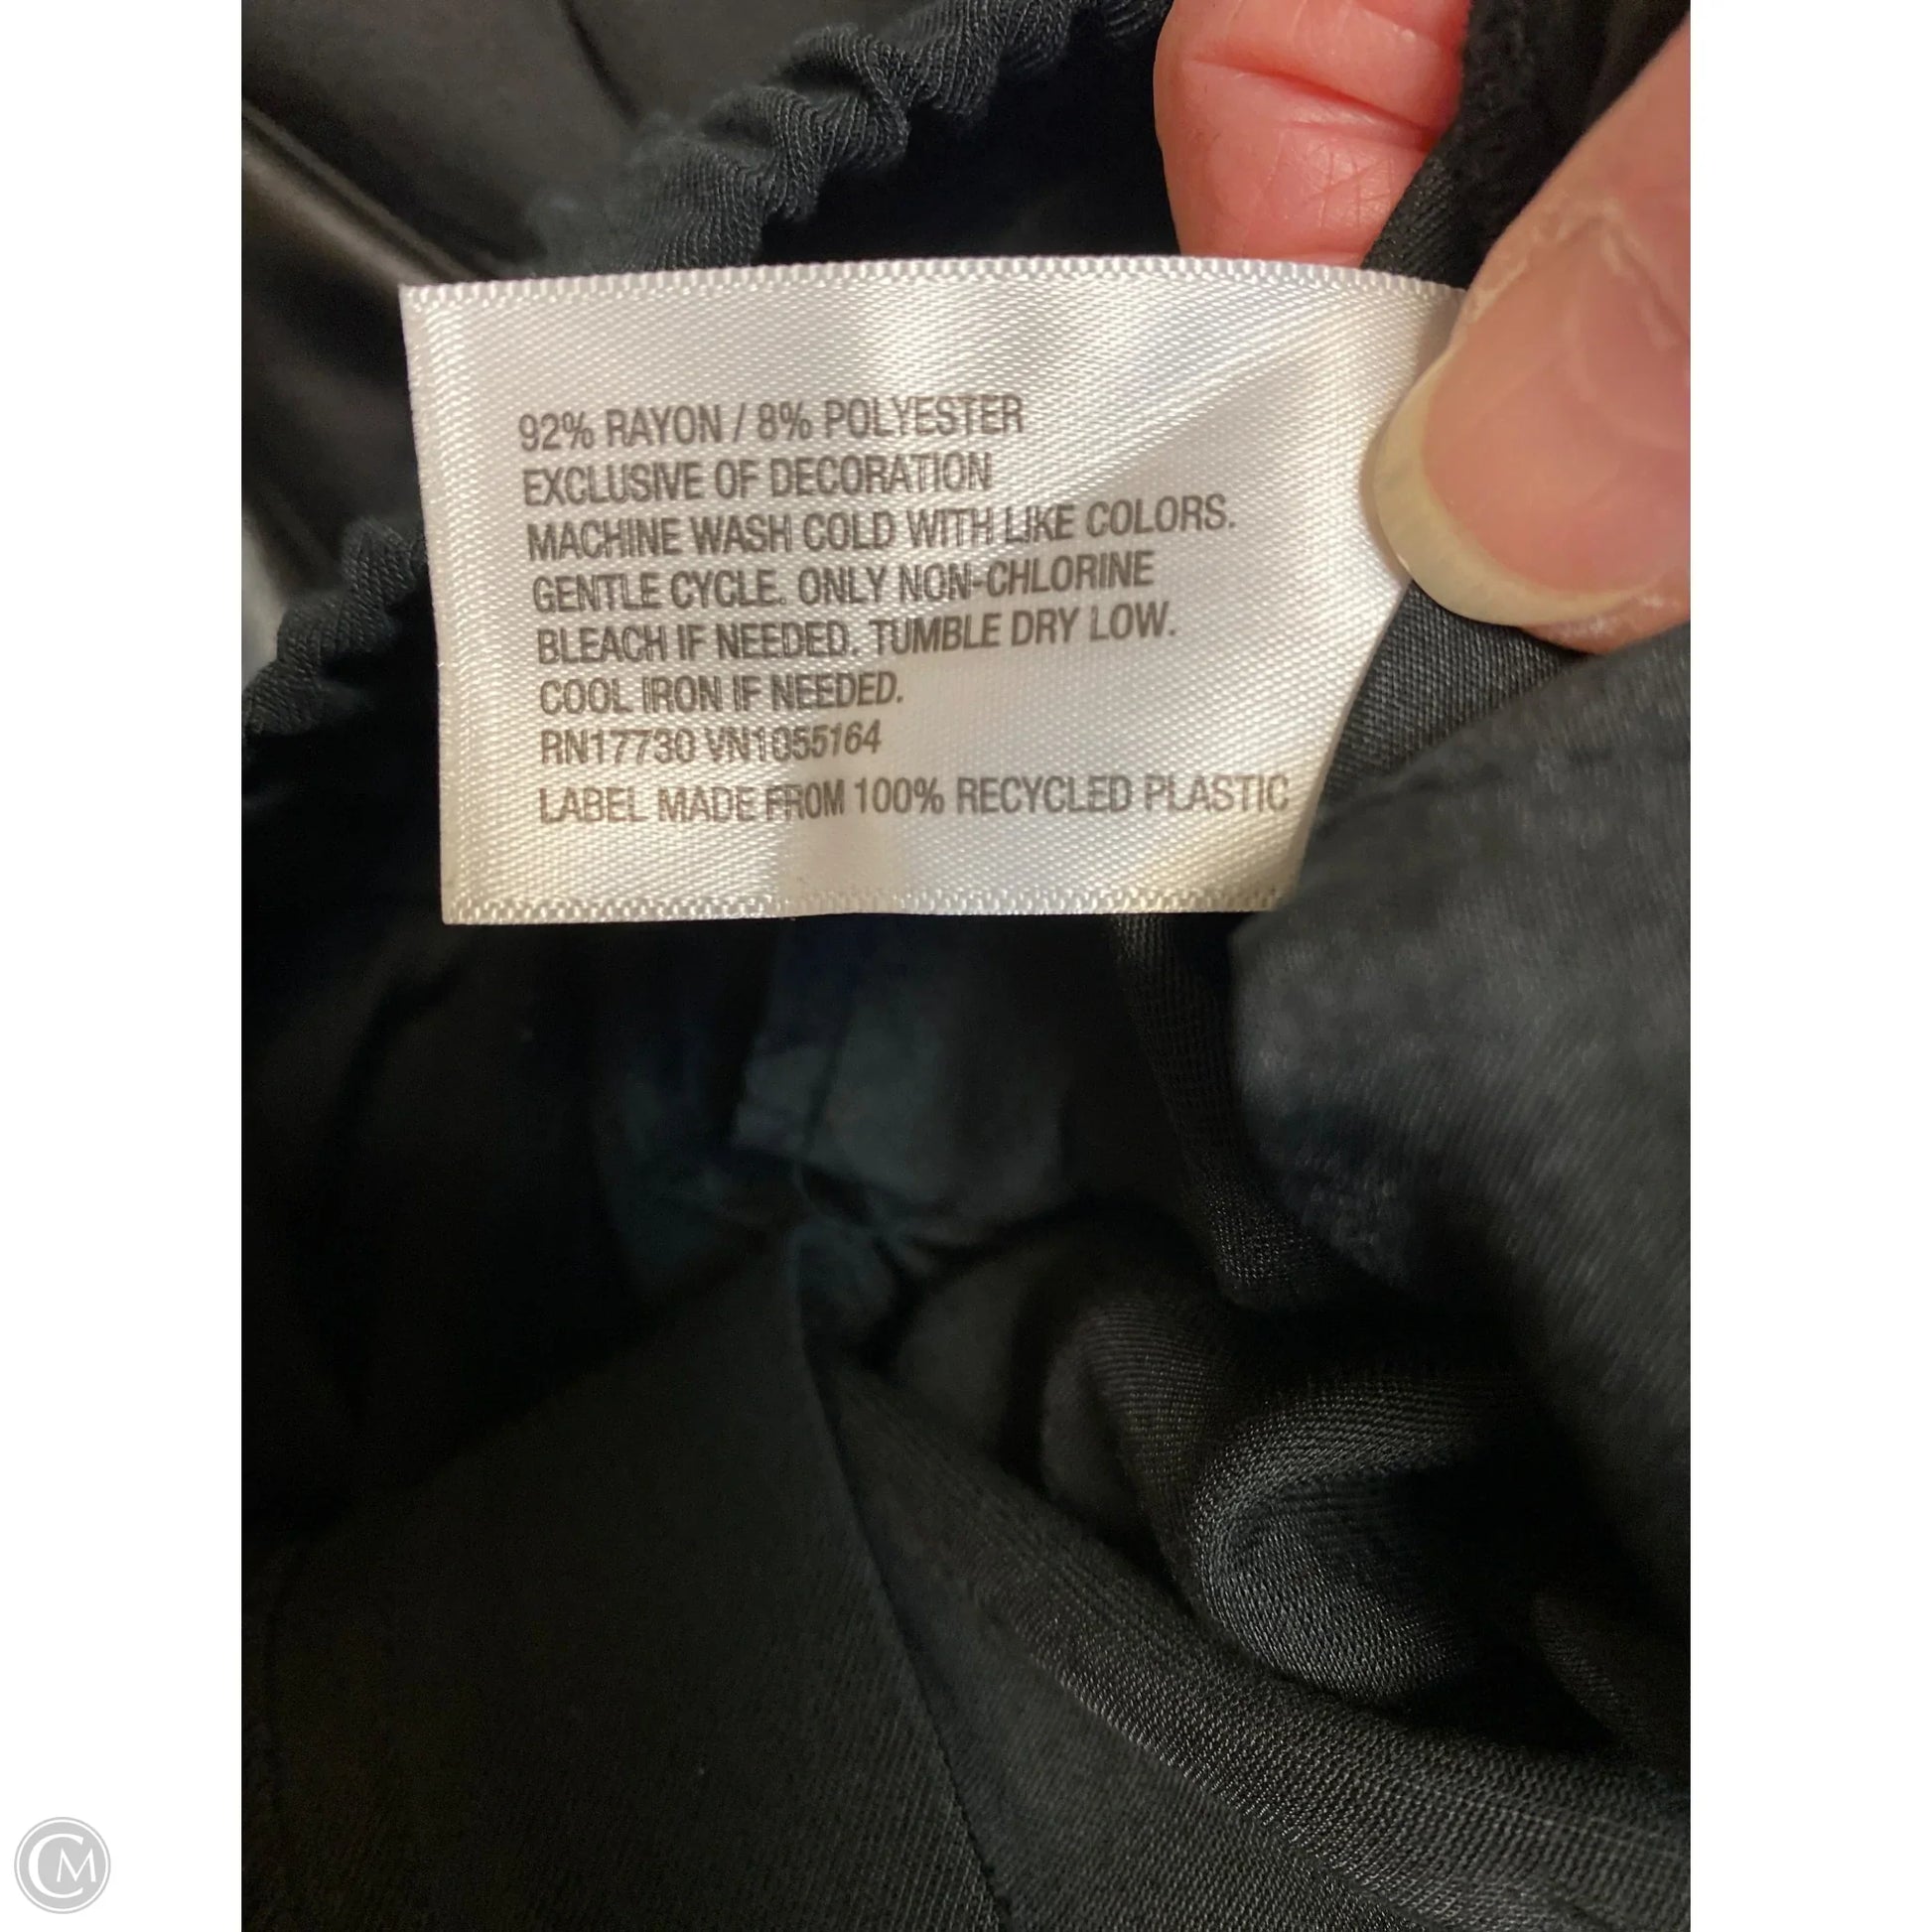 92% RAYON / 8% POLYESTER
EXCLUSIVE OF DECORATION
MACHINE WASH COLD WITH LIKE COLORS.
GENTLE CYCLE. ONLY NON-CHLORINE
BLEACH IF NEEDED. TUMBLE DRY LOW.
COOL IRON IF NEEDED.
RN17730 VN1055164
LABEL MADE FROM 100% RECYCLED PLASTIC
CM